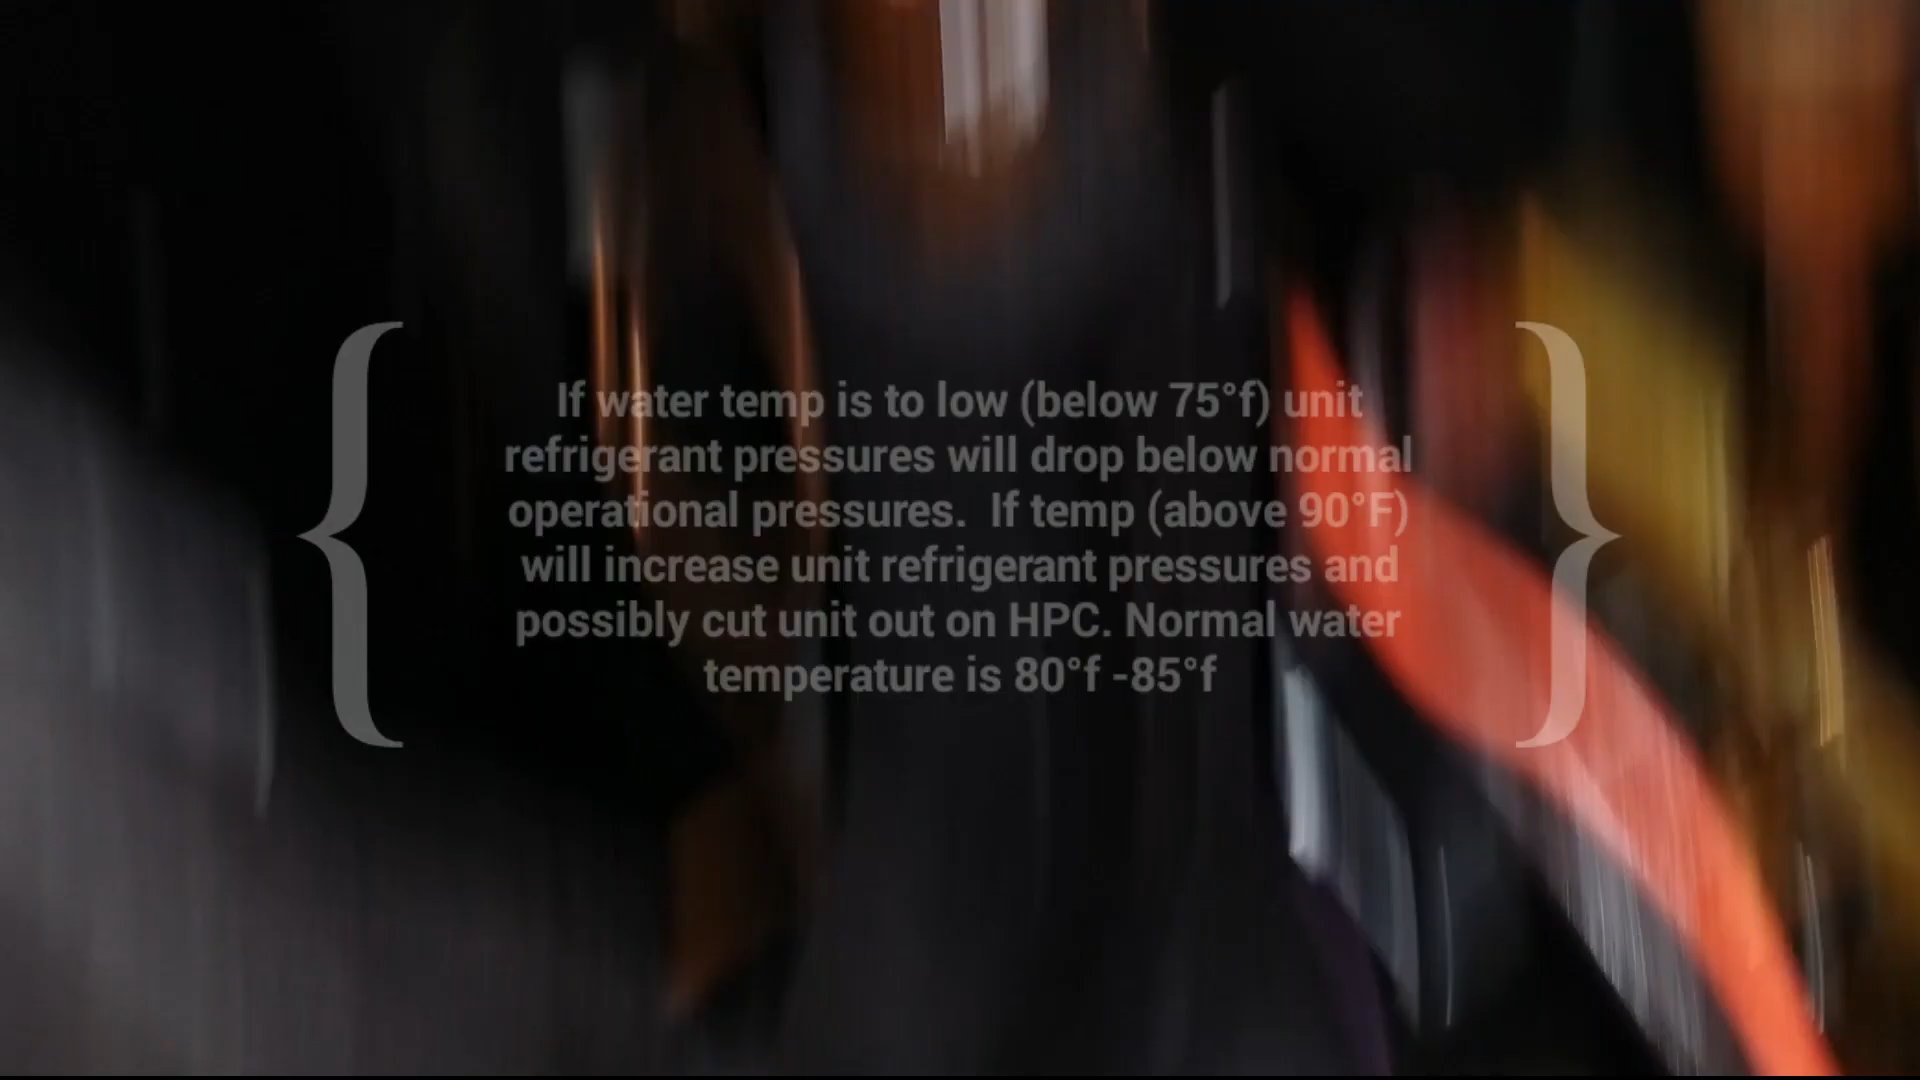 If water temp is to low (below 75°f) unit
refrigerant pressures will drop below normal
operational pressures.  If temp (above 90°F)
will increase unit refrigerant pressures and
possibly cut unit out on HPC. Normal water
temperature is 80°f -85°f